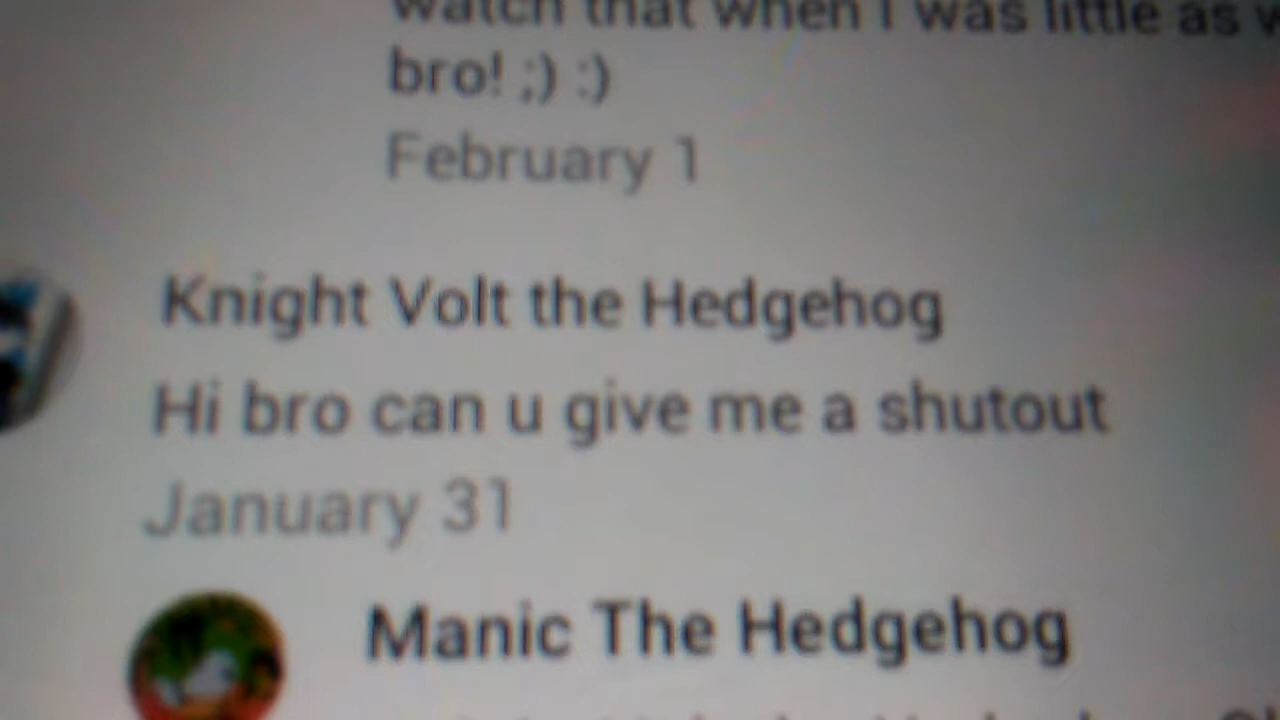 watch that when I was little as
bro! ;) :)
February 1
Knight Volt the Hedgehog
Hi bro can u give me a shutout
January 31
Manic The Hedgehog